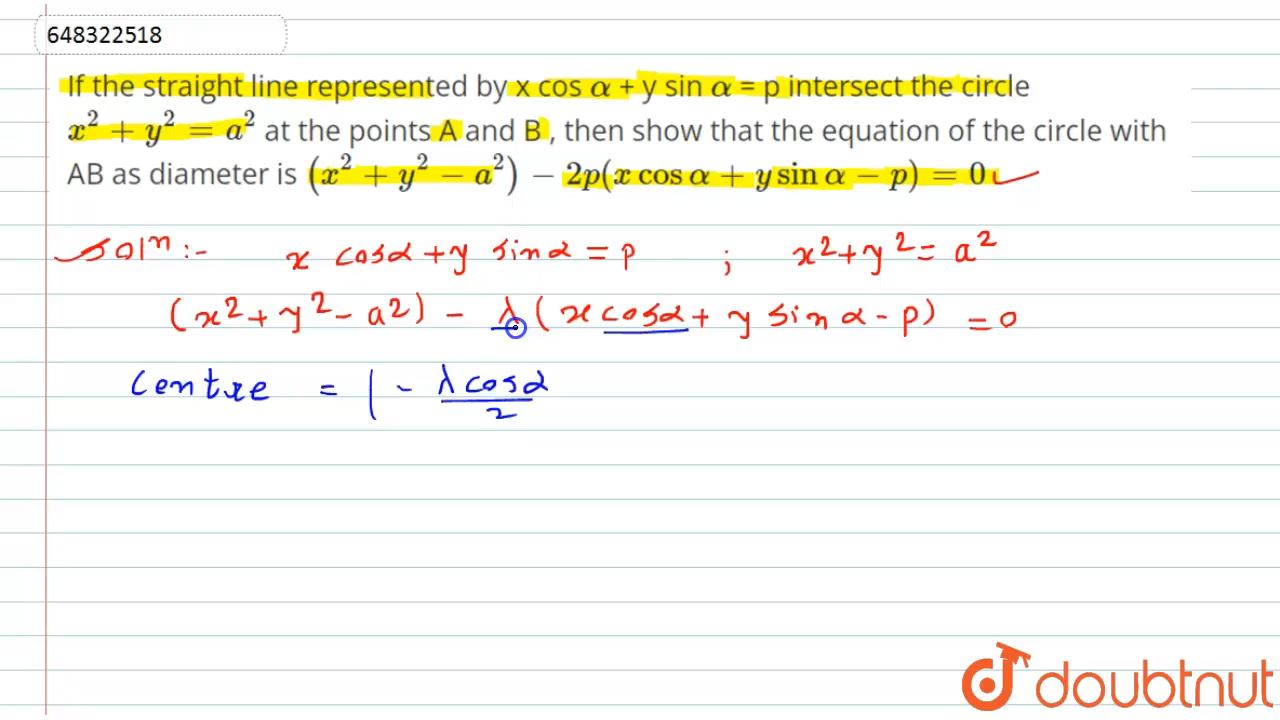 648322518
If the straight line represented by x cos α + y sin α = p intersect the circle
x² + y² = a² at the points A and B , then show that the equation of the circle with
AB as diameter is (x² + y² − a²) − 2p(x cos α + y sin α − p) = 0
Solⁿ :- x cosα + y sinα = p ; x² + y² = a²
(x² + y² - a²) - λ (x cosα + y sin α - p) = 0
Centre = ( - λ cosα / 2
doubtnut